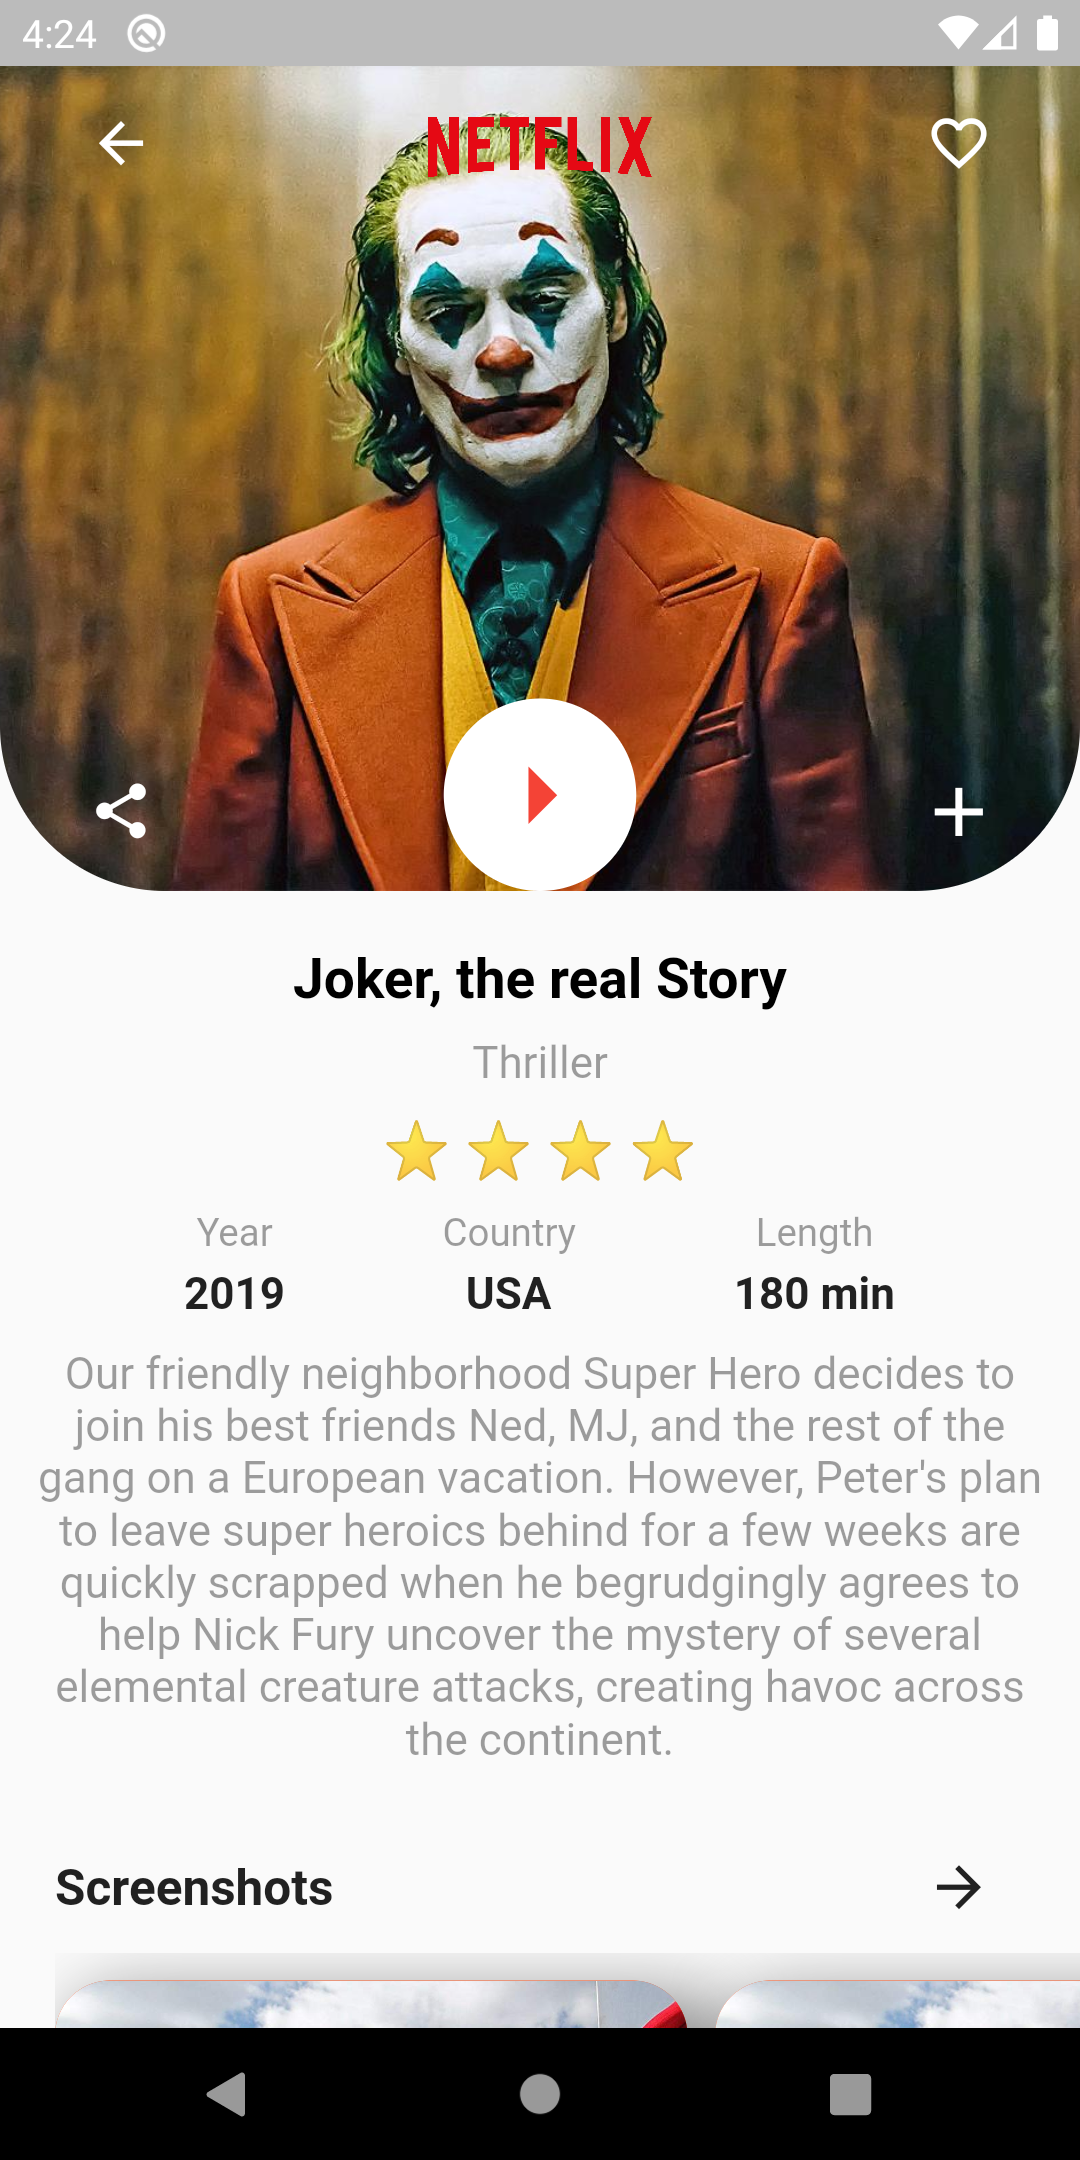 4:24
NETFLIX
Joker, the real Story
Thriller
Year Country Length
2019 USA 180 min
Our friendly neighborhood Super Hero decides to
join his best friends Ned, MJ, and the rest of the
gang on a European vacation. However, Peter's plan
to leave super heroics behind for a few weeks are
quickly scrapped when he begrudgingly agrees to
help Nick Fury uncover the mystery of several
elemental creature attacks, creating havoc across
the continent.
Screenshots